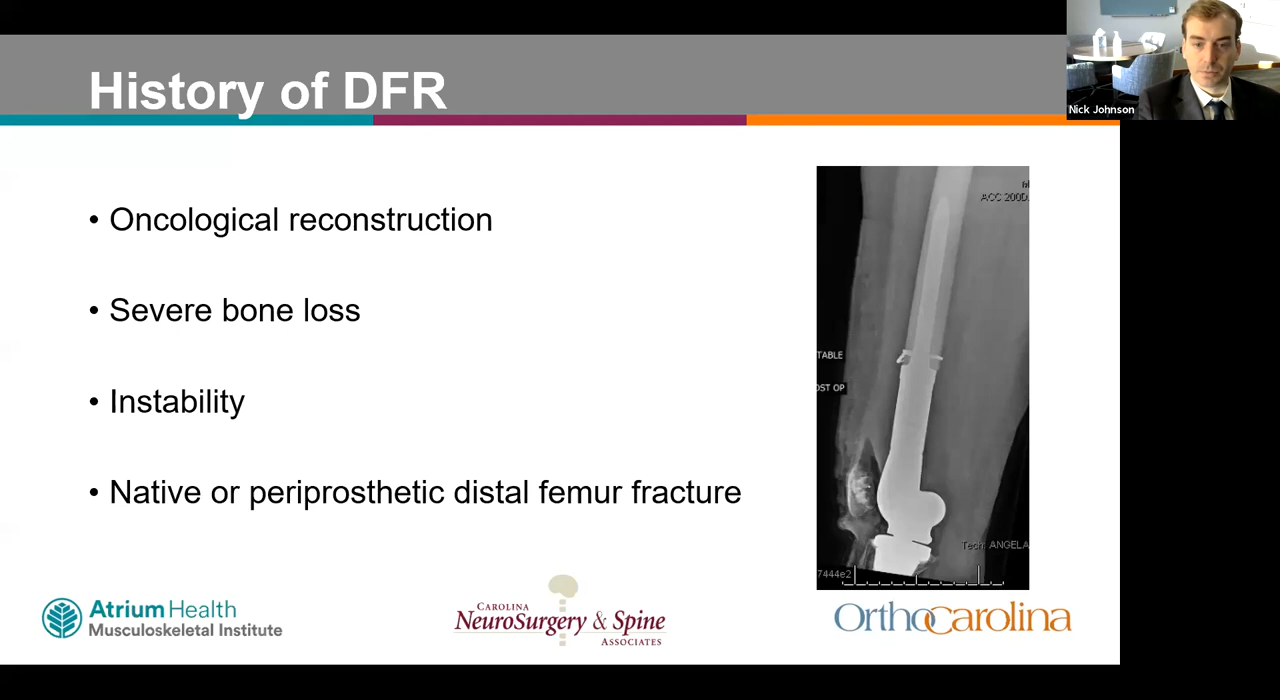 History of DFR
Nick Johnson
• Oncological reconstruction
• Severe bone loss
• Instability
• Native or periprosthetic distal femur fracture
ACC 200D
TABLE
OST OP
Tech: ANGELA
7444e2
Atrium Health
Musculoskeletal Institute
CAROLINA
NEUROSURGERY & SPINE
ASSOCIATES
OrthoCarolina